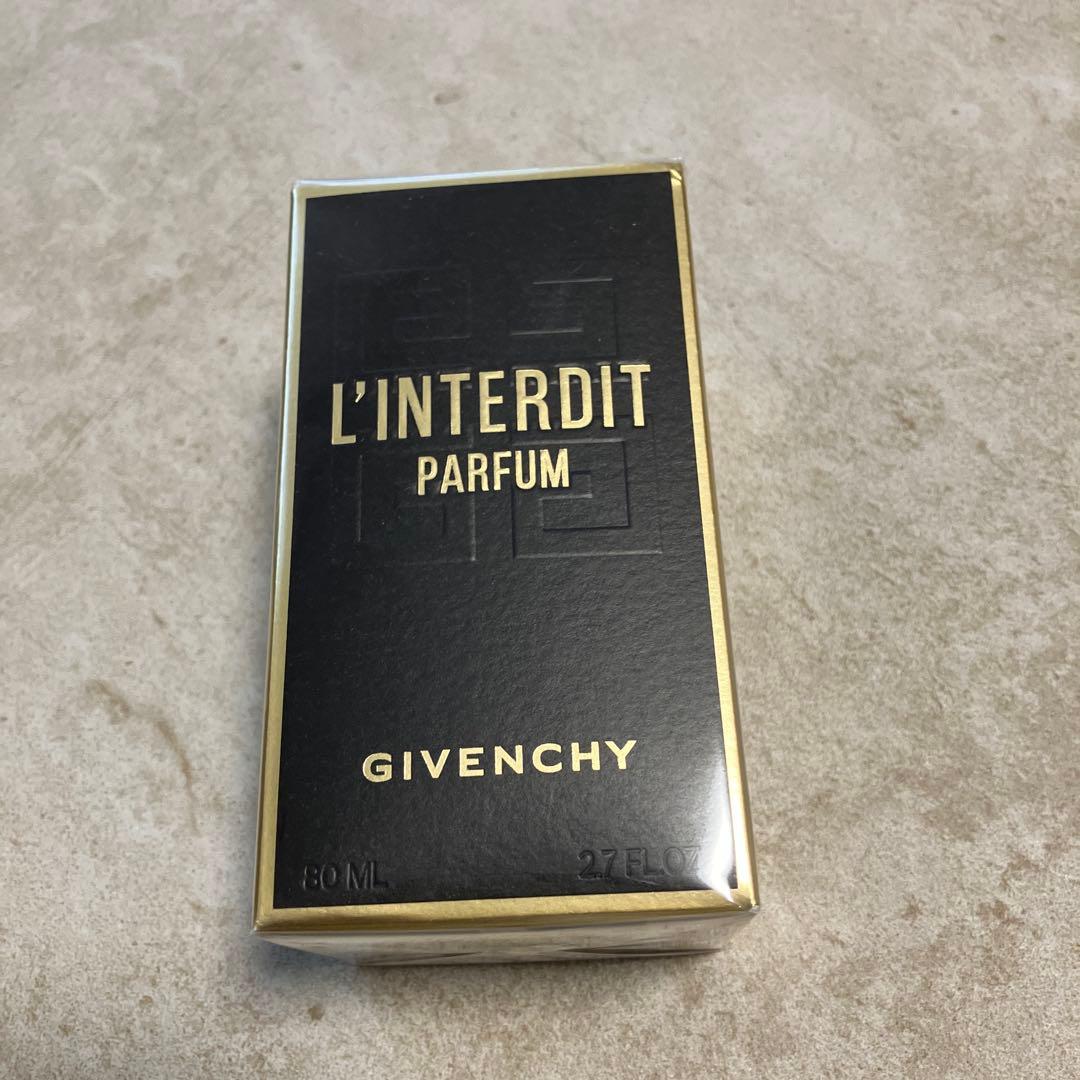 L'INTERDIT
PARFUM
GIVENCHY
80 ML 2.7 FL.OZ